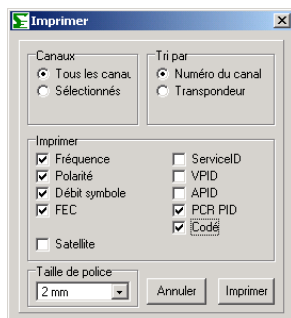 Imprimer
Canaux
Tous les canau
Sélectionnés
Tri par
Numéro du canal
Transpondeur
Imprimer
Fréquence
Polarité
Débit symbole
FEC
Satellite
ServiceID
VPID
APID
PCR PID
Codé
Taille de police
2 mm
Annuler
Imprimer